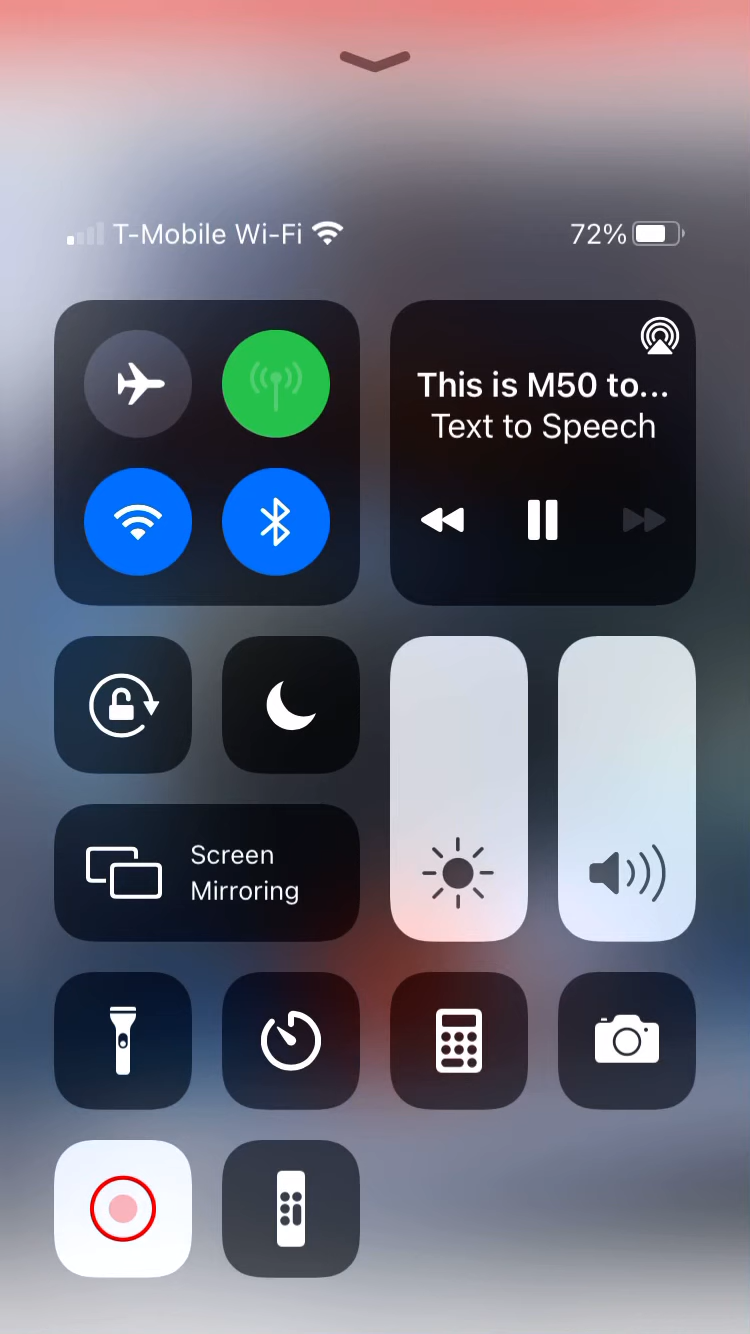 T-Mobile Wi-Fi 72%
This is M50 to...
Text to Speech
Screen
Mirroring